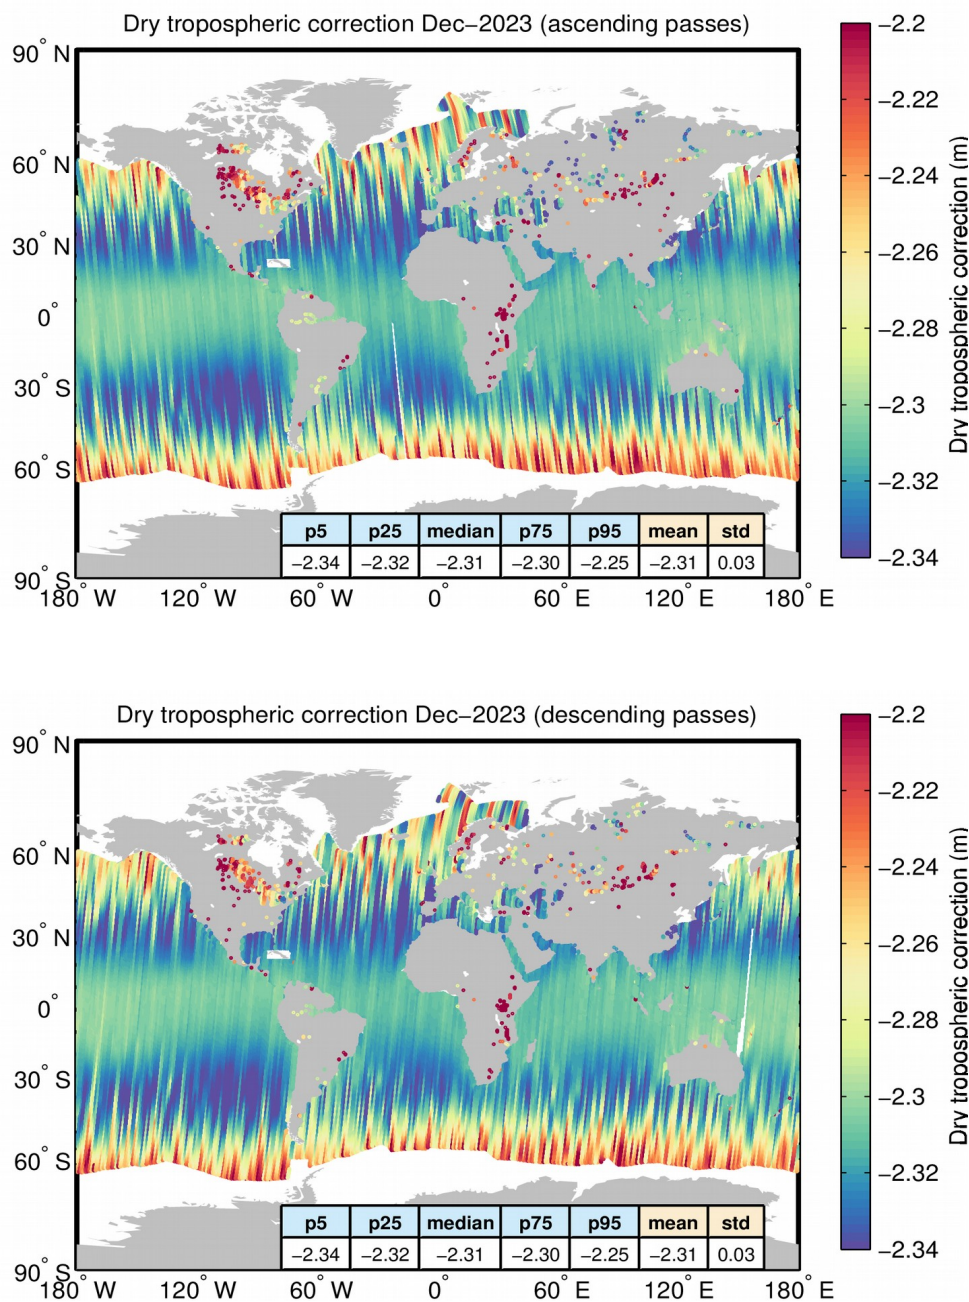 Dry tropospheric correction Dec−2023 (ascending passes)
90° N
60° N
30° N
0°
30° S
60° S
90° S
180° W
120° W
60° W
0°
60° E
120° E
180° E
p5 p25 median p75 p95 mean std
−2.34 −2.32 −2.31 −2.30 −2.25 −2.31 0.03
−2.2
−2.22
−2.24
−2.26
−2.28
−2.3
−2.32
−2.34
Dry tropospheric correction (m)
Dry tropospheric correction Dec−2023 (descending passes)
90° N
60° N
30° N
0°
30° S
60° S
90° S
180° W
120° W
60° W
0°
60° E
120° E
180° E
p5 p25 median p75 p95 mean std
−2.34 −2.32 −2.31 −2.30 −2.25 −2.31 0.03
−2.2
−2.22
−2.24
−2.26
−2.28
−2.3
−2.32
−2.34
Dry tropospheric correction (m)